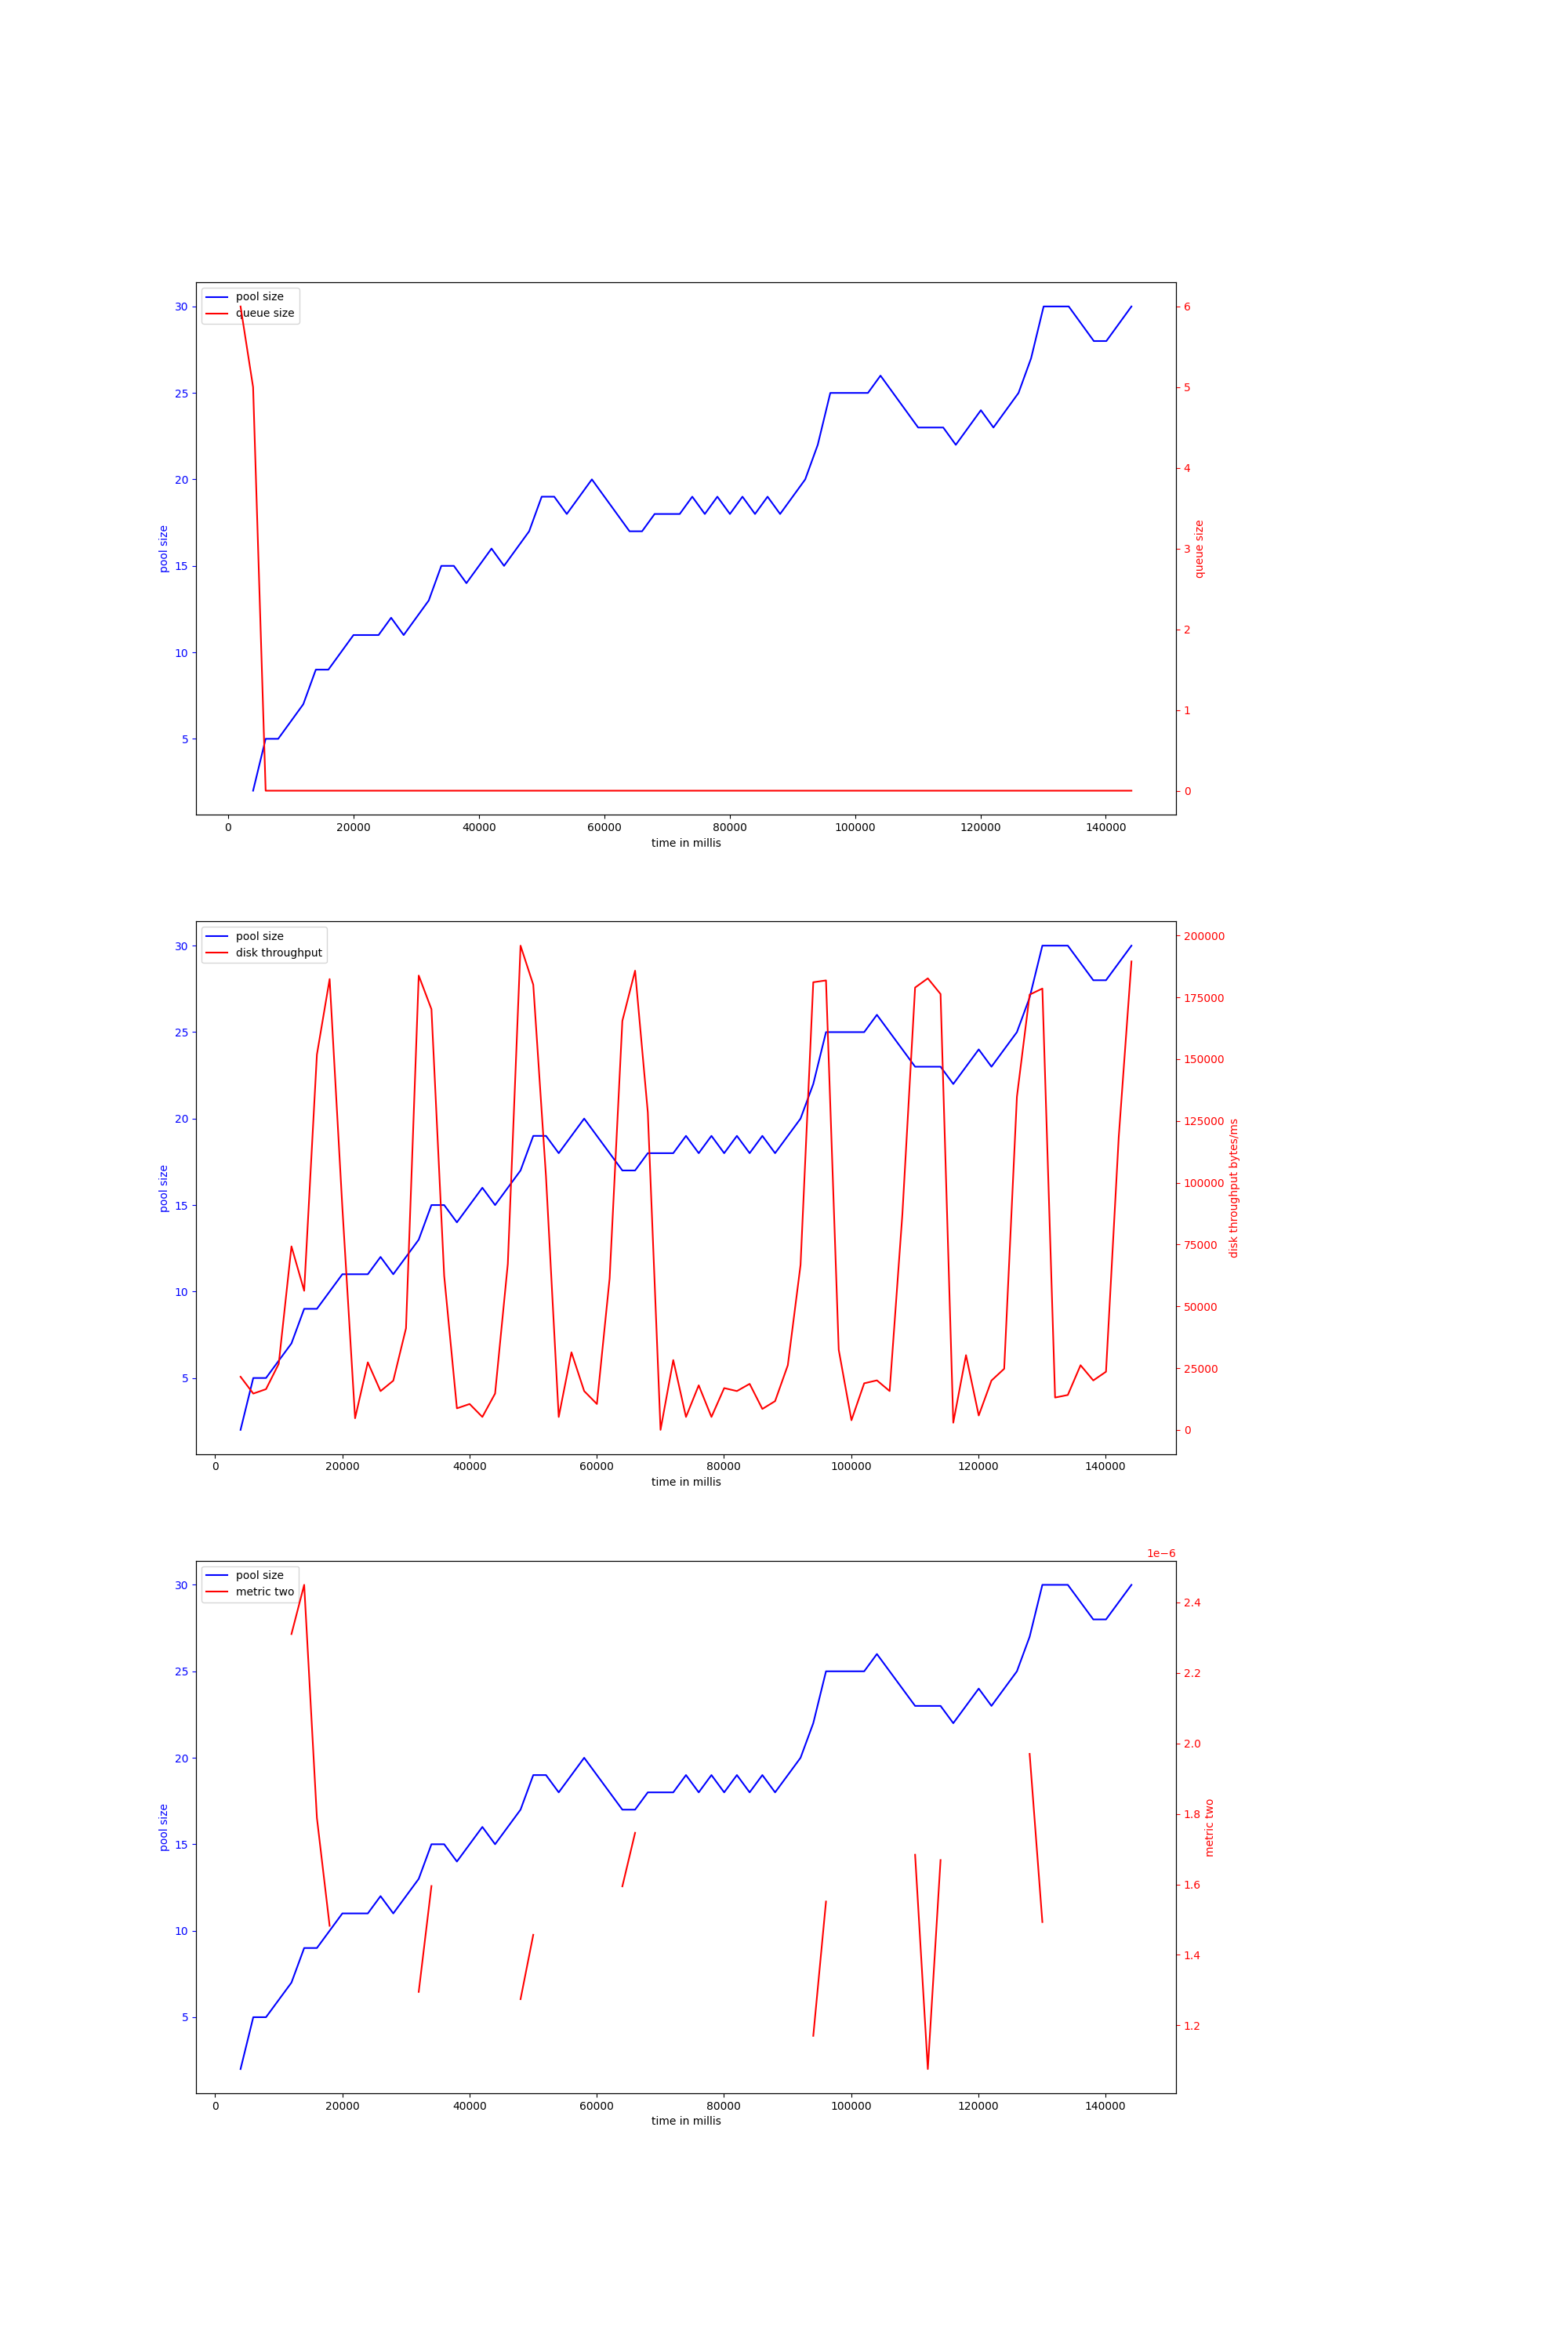 pool size
queue size
30
25
20
15
10
5
pool size
6
5
4
3
2
1
0
queue size
0 20000 40000 60000 80000 100000 120000 140000
time in millis
pool size
disk throughput
30
25
20
15
10
5
pool size
200000
175000
150000
125000
100000
75000
50000
25000
0
disk throughput bytes/ms
0 20000 40000 60000 80000 100000 120000 140000
time in millis
1e−6
pool size
metric two
30
25
20
15
10
5
pool size
2.4
2.2
2.0
1.8
1.6
1.4
1.2
metric two
0 20000 40000 60000 80000 100000 120000 140000
time in millis